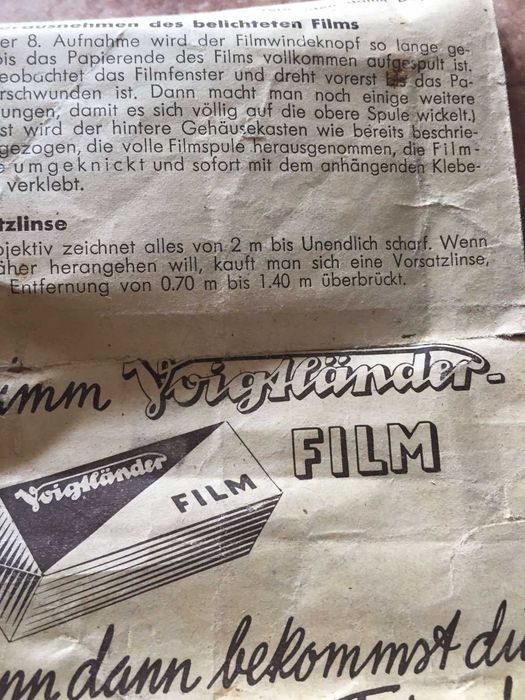 ausnehmen des belichteten Films
er 8. Aufnahme wird der Filmwindeknopf so lange ge-
bis das Papierende des Films vollkommen aufgespult ist.
eobachtet das Filmfenster und dreht vorerst bis das Pa-
rschwunden ist. Dann macht man noch einige weitere
ungen, damit es sich völlig auf die obere Spule wickelt.)
st wird der hintere Gehäusekasten wie bereits beschrie-
gezogen, die volle Filmspule herausgenommen, die Film-
e umgeknickt und sofort mit dem anhängenden Klebe-
verklebt.
tzlinse
bjektiv zeichnet alles von 2 m bis Unendlich scharf. Wenn
äher herangehen will, kauft man sich eine Vorsatzlinse,
Entfernung von 0.70 m bis 1.40 m überbrückt.
imm Voigtländer-
FILM
Voigtländer
FILM
nn dann bekommst du